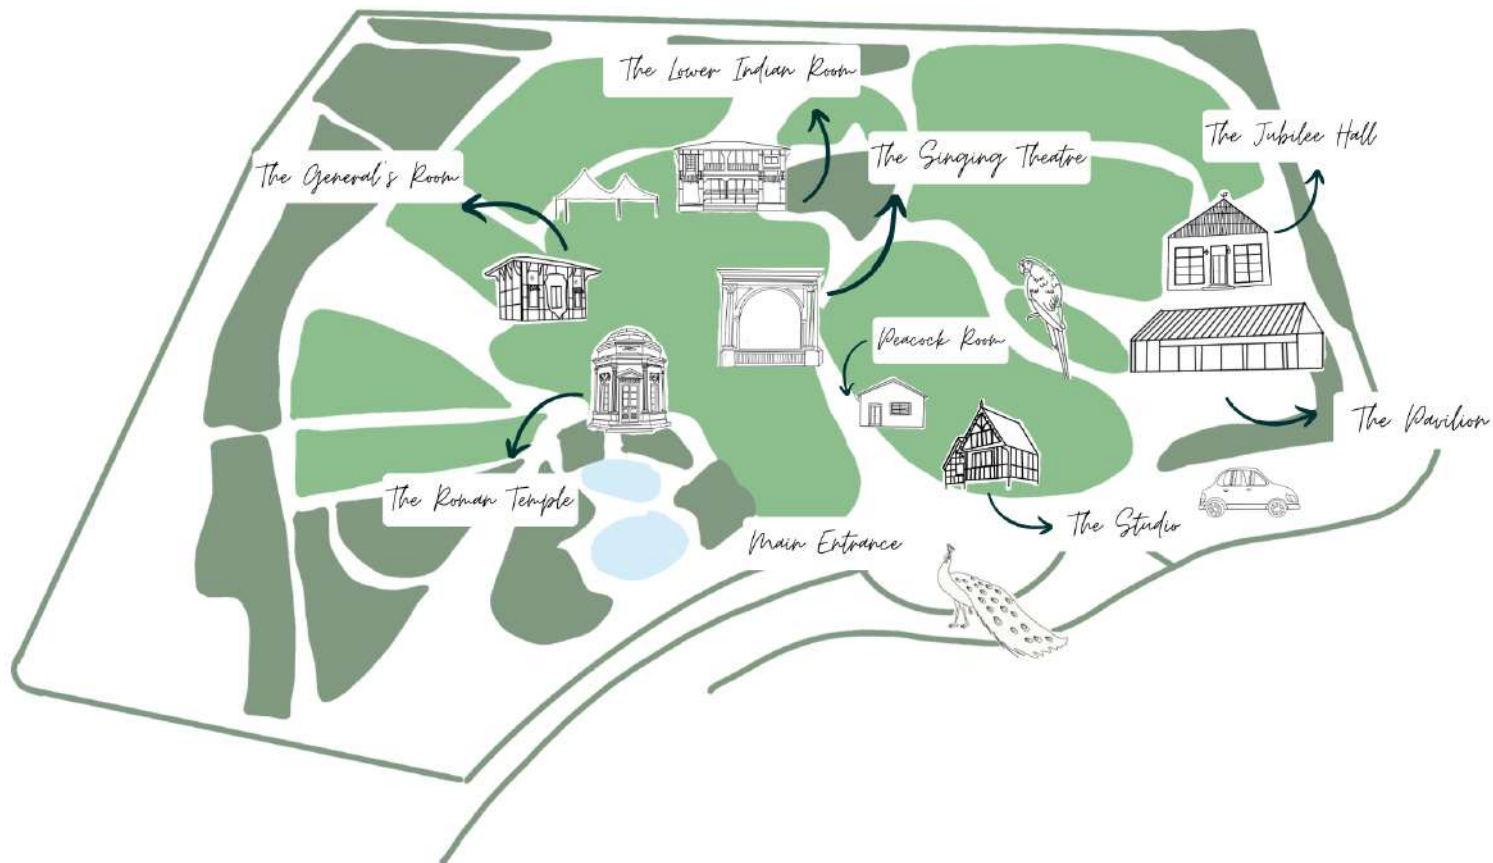 The Lower Indian Room
The Jubilee Hall
The Singing Theatre
The General's Room
Peacock Room
The Pavilion
The Roman Temple
The Studio
Main Entrance